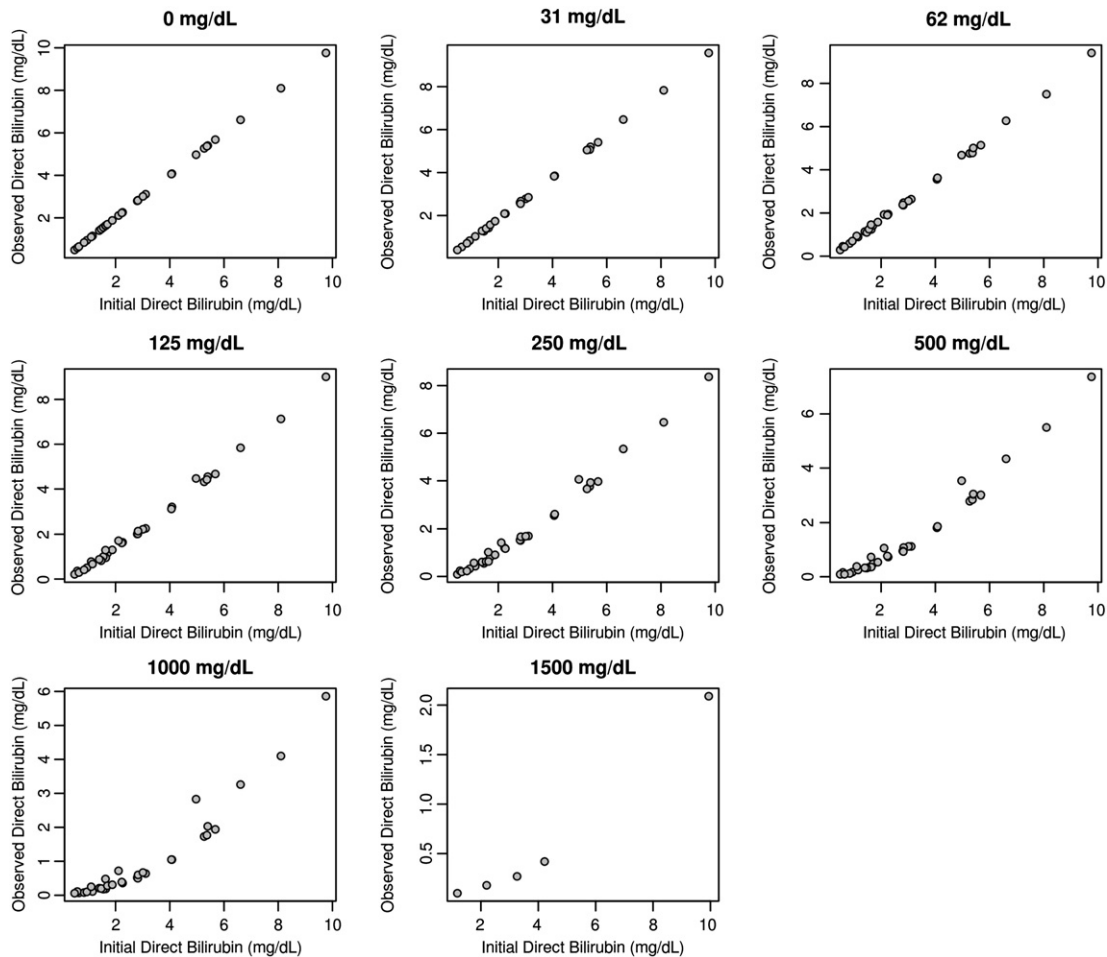 0 mg/dL
Observed Direct Bilirubin (mg/dL)
2 4 6 8 10
2 4 6 8 10
Initial Direct Bilirubin (mg/dL)
31 mg/dL
Observed Direct Bilirubin (mg/dL)
2 4 6 8
2 4 6 8 10
Initial Direct Bilirubin (mg/dL)
62 mg/dL
Observed Direct Bilirubin (mg/dL)
0 2 4 6 8
2 4 6 8 10
Initial Direct Bilirubin (mg/dL)
125 mg/dL
Observed Direct Bilirubin (mg/dL)
0 2 4 6 8
2 4 6 8 10
Initial Direct Bilirubin (mg/dL)
250 mg/dL
Observed Direct Bilirubin (mg/dL)
0 2 4 6 8
2 4 6 8 10
Initial Direct Bilirubin (mg/dL)
500 mg/dL
Observed Direct Bilirubin (mg/dL)
0 2 4 6
2 4 6 8 10
Initial Direct Bilirubin (mg/dL)
1000 mg/dL
Observed Direct Bilirubin (mg/dL)
0 1 2 3 4 5 6
2 4 6 8 10
Initial Direct Bilirubin (mg/dL)
1500 mg/dL
Observed Direct Bilirubin (mg/dL)
0.5 1.0 1.5 2.0
2 4 6 8 10
Initial Direct Bilirubin (mg/dL)